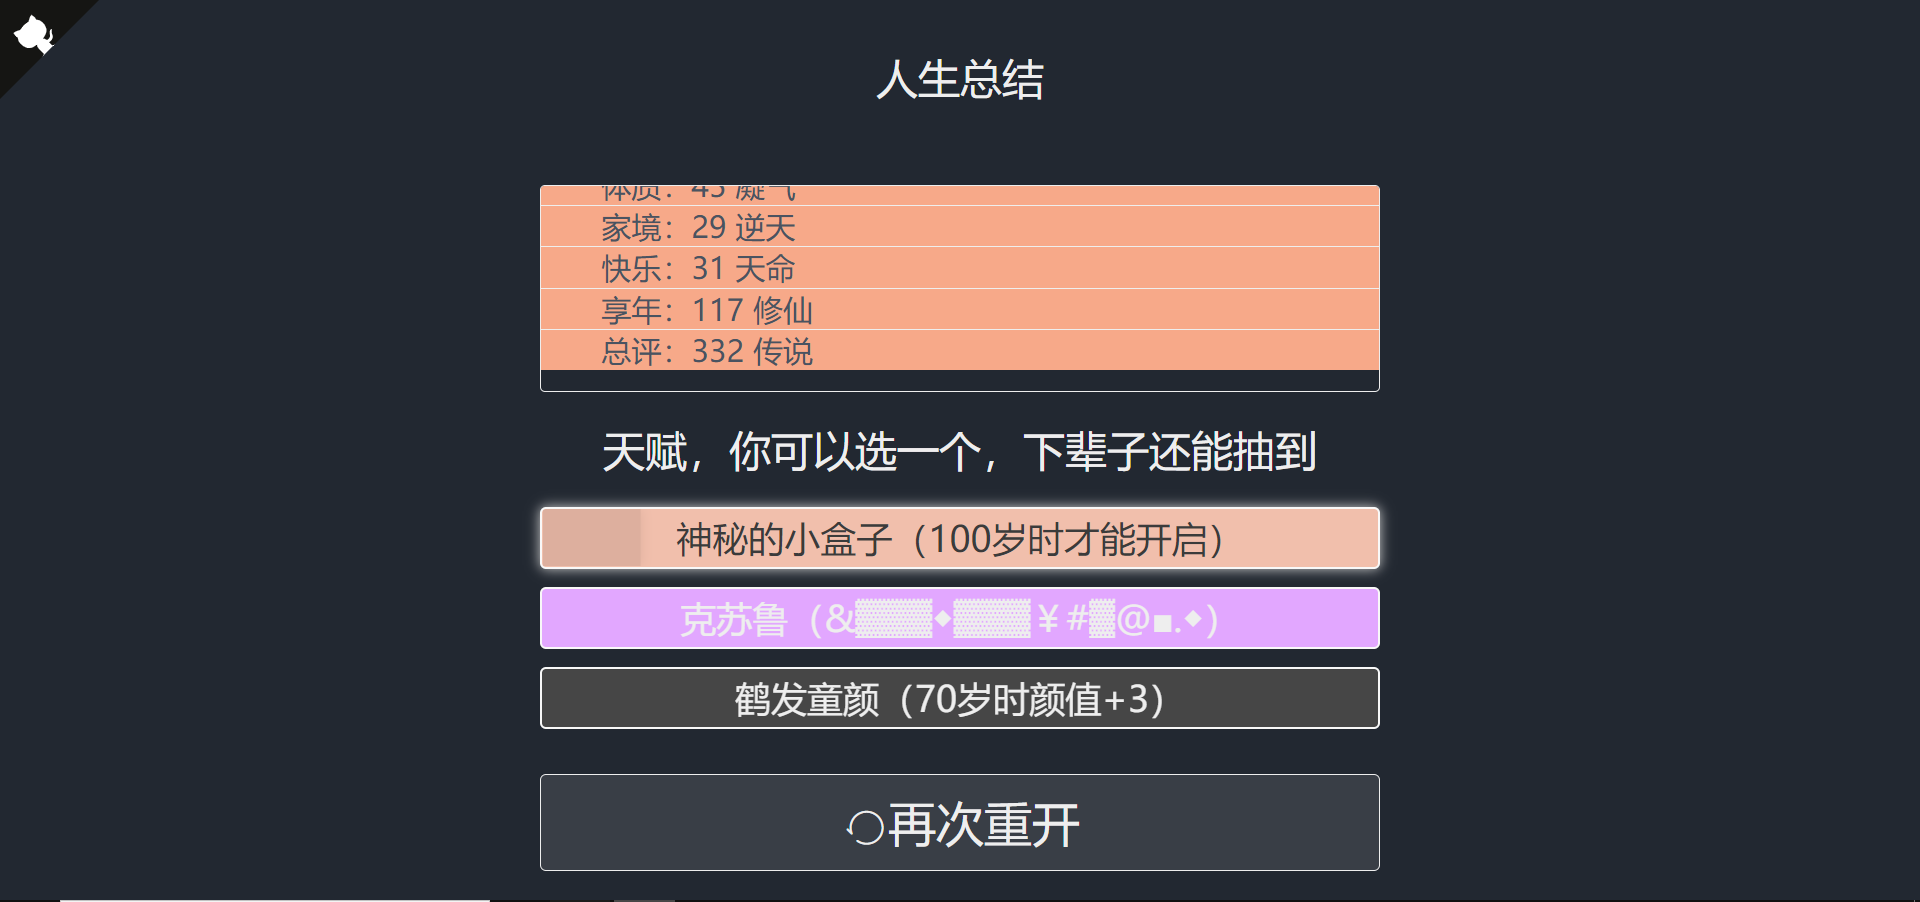 人生总结
体质：45 凝气
家境：29 逆天
快乐：31 天命
享年：117 修仙
总评：332 传说
天赋，你可以选一个，下辈子还能抽到
神秘的小盒子（100岁时才能开启）
克苏鲁（&▓▓▓◆▓▓▓￥#▓@■.◆）
鹤发童颜（70岁时颜值+3）
再次重开